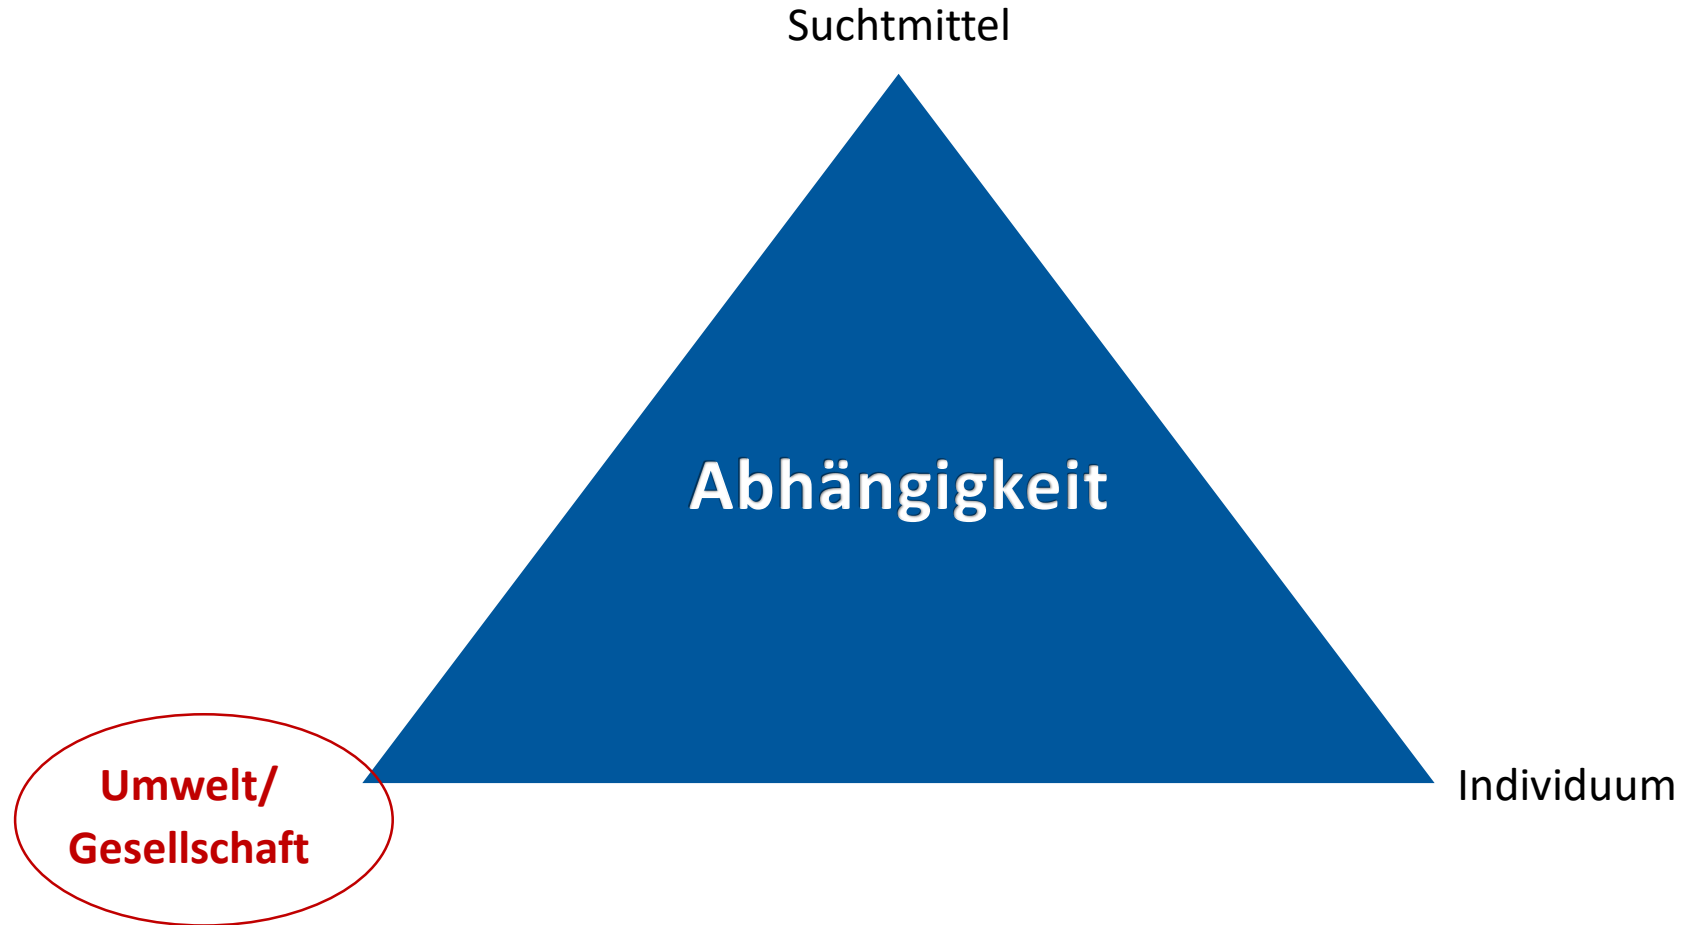 Suchtmittel
Abhängigkeit
Umwelt/
Gesellschaft
Individuum